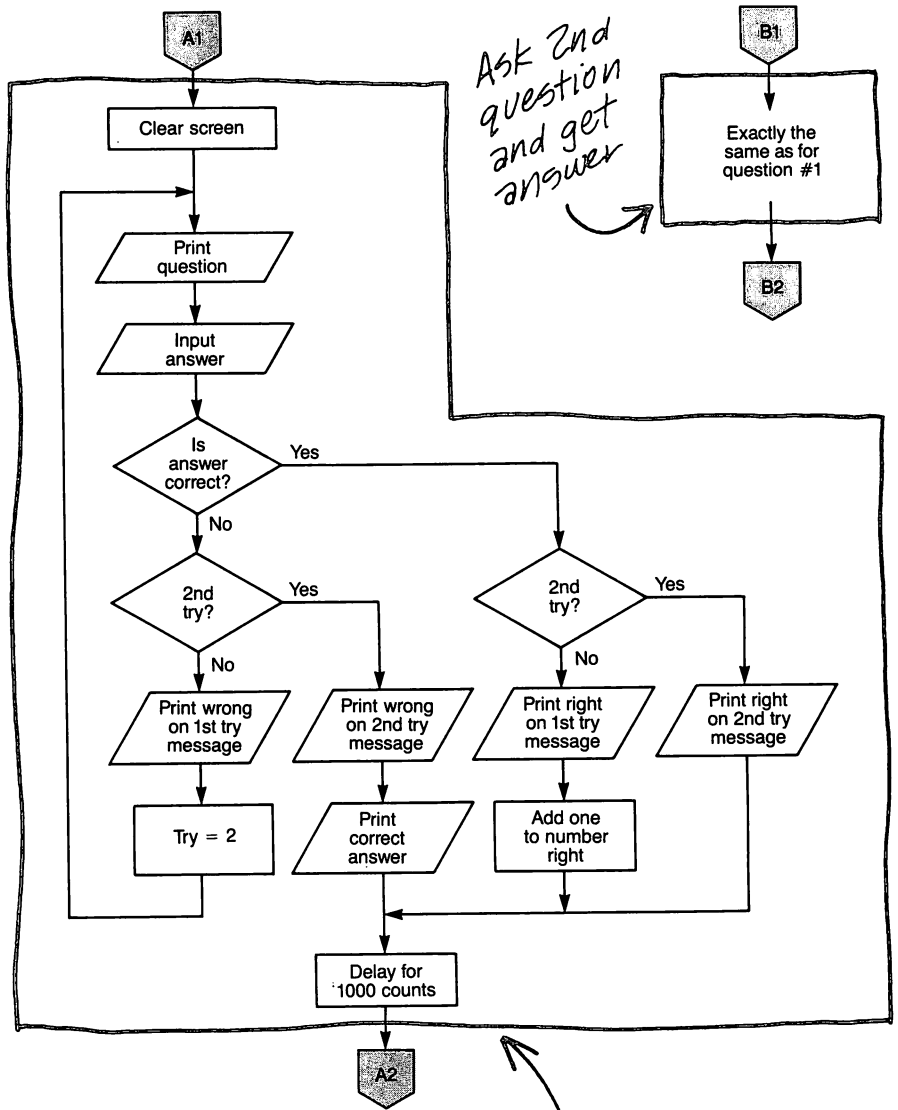 A1
Clear screen
Print
question
Input
answer
Is
answer
correct?
Yes
No
2nd
try?
Yes
No
2nd
try?
Yes
No
Print wrong
on 1st try
message
Print wrong
on 2nd try
message
Print right
on 1st try
message
Print right
on 2nd try
message
Try = 2
Print
correct
answer
Add one
to number
right
Delay for
1000 counts
A2
Ask 2nd
question
and get
answer
B1
Exactly the
same as for
question #1
B2